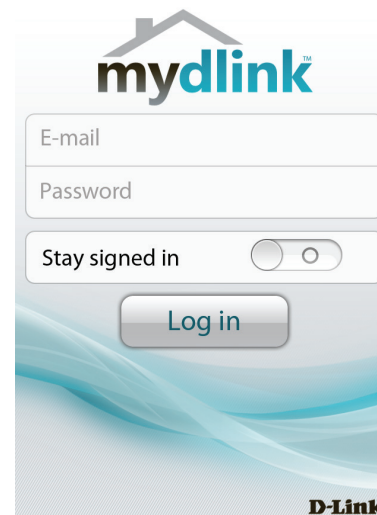 mydlink™
E-mail
Password
Stay signed in
Log in
D-Link